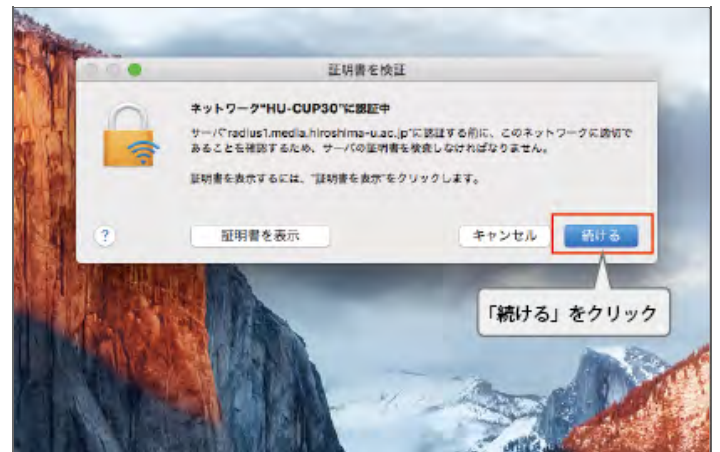 証明書を検証
ネットワーク"HU-CUP30"に認証中
サーバ"radius1.media.hiroshima-u.ac.jp"に認証する前に、このネットワークに適切で
あることを確認するため、サーバの証明書を検査しなければなりません。
証明書を表示するには、"証明書を表示"をクリックします。
?
証明書を表示
キャンセル
続ける
「続ける」をクリック